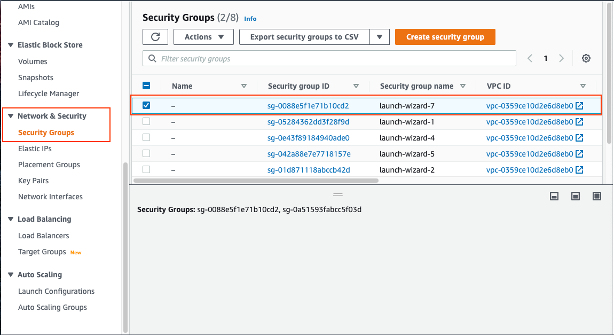 AMIs
AMI Catalog
Elastic Block Store
Volumes
Snapshots
Lifecycle Manager
Network & Security
Security Groups
Elastic IPs
Placement Groups
Key Pairs
Network Interfaces
Load Balancing
Load Balancers
Target Groups New
Auto Scaling
Launch Configurations
Auto Scaling Groups
Security Groups (2/8) Info
Actions Export security groups to CSV Create security group
Filter security groups 1
Name Security group ID Security group name VPC ID
– sg-0088e5f1e71b10cd2 launch-wizard-7 vpc-0359ce10d2e6d8eb0
– sg-05284362dd3f28f9d launch-wizard-1 vpc-0359ce10d2e6d8eb0
– sg-0e43f89184940ade0 launch-wizard-4 vpc-0359ce10d2e6d8eb0
– sg-042a88e7e7718157e launch-wizard-5 vpc-0359ce10d2e6d8eb0
– sg-01d871118abccb42d launch-wizard-2 vpc-0359ce10d2e6d8eb0
Security Groups: sg-0088e5f1e71b10cd2, sg-0a51593fabcc5f03d